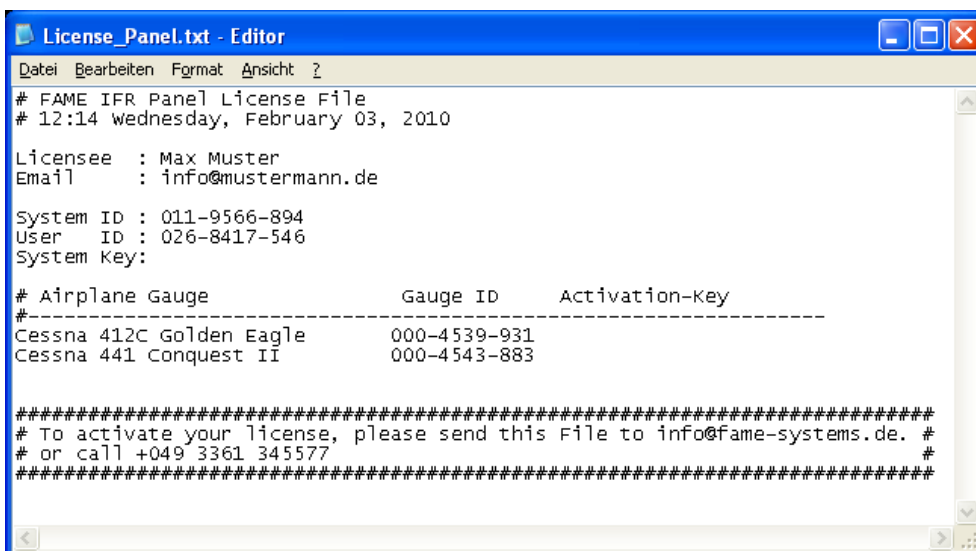 License_Panel.txt - Editor
Datei Bearbeiten Format Ansicht ?
# FAME IFR Panel License File
# 12:14 Wednesday, February 03, 2010
Licensee : Max Muster
Email : info@mustermann.de
System ID : 011-9566-894
User ID : 026-8417-546
System Key:
# Airplane Gauge Gauge ID Activation-Key
#------------------------------------------------------------------
Cessna 412C Golden Eagle 000-4539-931
Cessna 441 Conquest II 000-4543-883
############################################################################
# To activate your license, please send this File to info@fame-systems.de. #
# or call +049 3361 345577 #
############################################################################